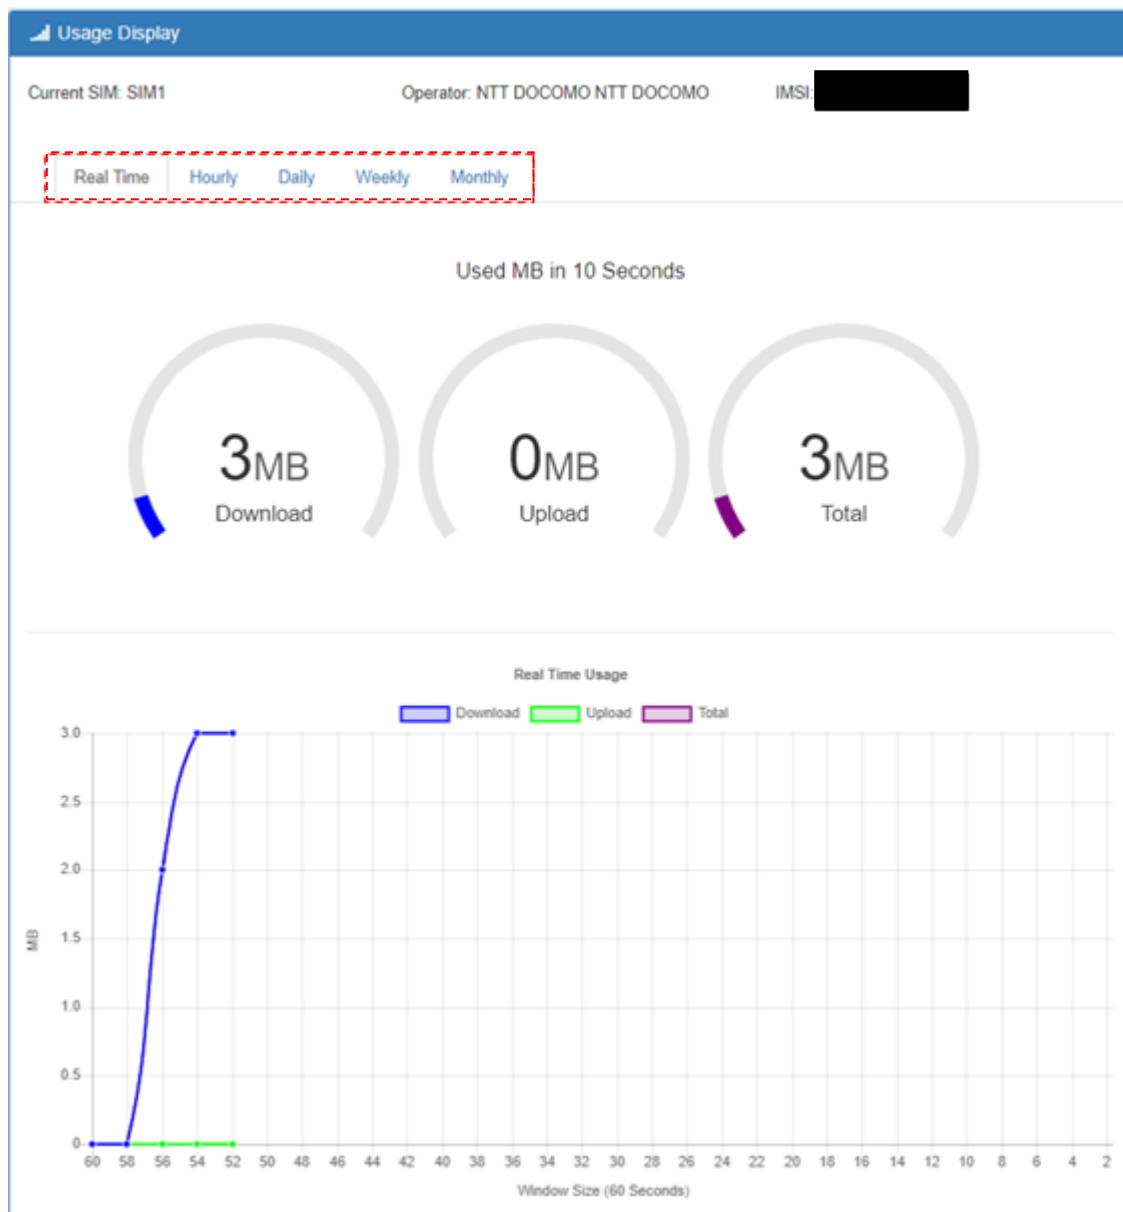 Usage Display
Current SIM: SIM1 Operator: NTT DOCOMO NTT DOCOMO IMSI:
Real Time Hourly Daily Weekly Monthly
Used MB in 10 Seconds
3MB 0MB 3MB
Download Upload Total
Real Time Usage
Download Upload Total
3.0
2.5
2.0
1.5
MB
1.0
0.5
0
60 58 56 54 52 50 48 46 44 42 40 38 36 34 32 30 28 26 24 22 20 18 16 14 12 10 8 6 4 2
Window Size (60 Seconds)